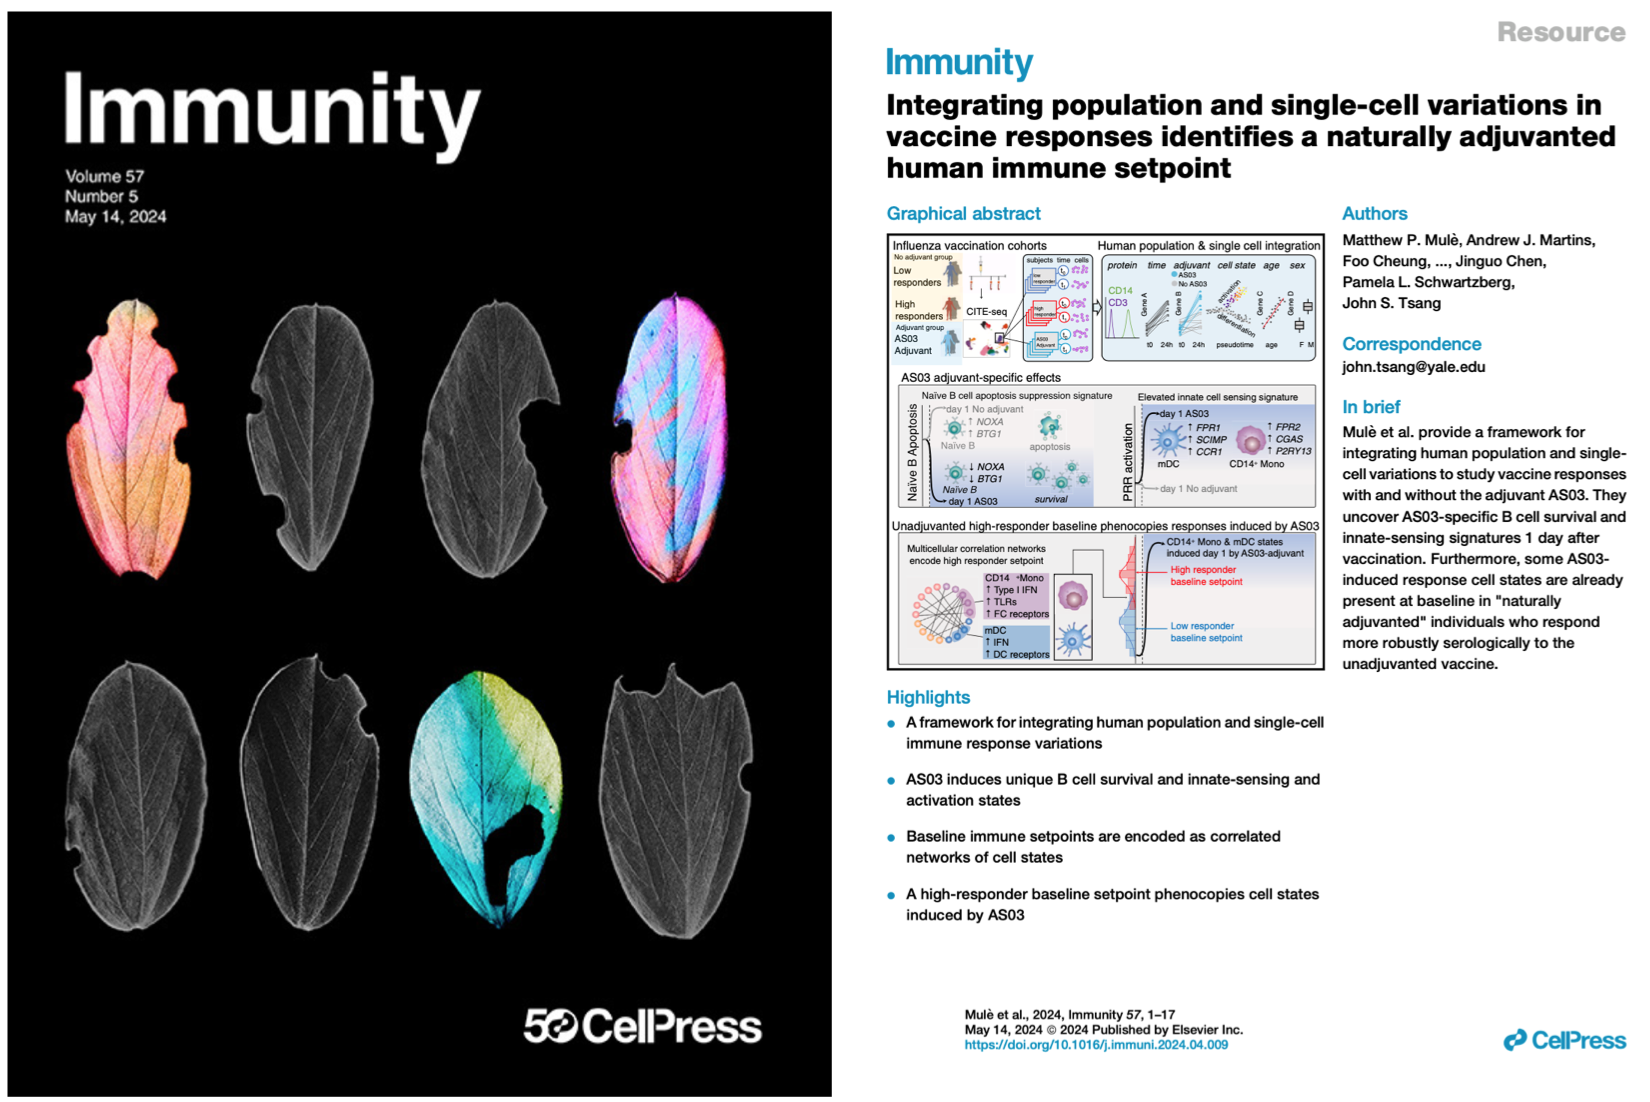 Immunity
Volume 57
Number 5
May 14, 2024
50 CellPress
Resource
Immunity
Integrating population and single-cell variations in
vaccine responses identifies a naturally adjuvanted
human immune setpoint
Graphical abstract
Influenza vaccination cohorts
No adjuvant group
Low
responders
High
responders
Adjuvant group
AS03
Adjuvant
CITE-seq
subjects time cells
low
responders
high
responders
AS03
Adjuvant
Human population & single cell integration
protein time adjuvant cell state age sex
AS03
No AS03
CD14
CD3
Gene A
Gene B
activation
differentiation
Gene C
Gene D
t0 24h t0 24h pseudotime age F M
AS03 adjuvant-specific effects
Naïve B cell apoptosis suppression signature
Naïve B Apoptosis
day 1 No adjuvant
↑ NOXA
↑ BTG1
Naïve B
apoptosis
↓ NOXA
↓ BTG1
Naïve B
day 1 AS03
survival
Elevated innate cell sensing signature
PRR activation
day 1 AS03
↑ FPR1
↑ SCIMP
↑ CCR1
mDC
↑ FPR2
↑ CGAS
↑ P2RY13
CD14⁺ Mono
day 1 No adjuvant
Unadjuvanted high-responder baseline phenocopies responses induced by AS03
Multicellular correlation networks
encode high responder setpoint
CD14 ⁺Mono
↑ Type I IFN
↑ TLRs
↑ FC receptors
mDC
↑ IFN
↑ DC receptors
CD14⁺ Mono & mDC states
induced day 1 by AS03-adjuvant
High responder
baseline setpoint
Low responder
baseline setpoint
Highlights
● A framework for integrating human population and single-cell
immune response variations
● AS03 induces unique B cell survival and innate-sensing and
activation states
● Baseline immune setpoints are encoded as correlated
networks of cell states
● A high-responder baseline setpoint phenocopies cell states
induced by AS03
Authors
Matthew P. Mulè, Andrew J. Martins,
Foo Cheung, ..., Jinguo Chen,
Pamela L. Schwartzberg,
John S. Tsang
Correspondence
john.tsang@yale.edu
In brief
Mulè et al. provide a framework for
integrating human population and single-
cell variations to study vaccine responses
with and without the adjuvant AS03. They
uncover AS03-specific B cell survival and
innate-sensing signatures 1 day after
vaccination. Furthermore, some AS03-
induced response cell states are already
present at baseline in "naturally
adjuvanted" individuals who respond
more robustly serologically to the
unadjuvanted vaccine.
Mulè et al., 2024, Immunity 57, 1–17
May 14, 2024 © 2024 Published by Elsevier Inc.
https://doi.org/10.1016/j.immuni.2024.04.009
CellPress